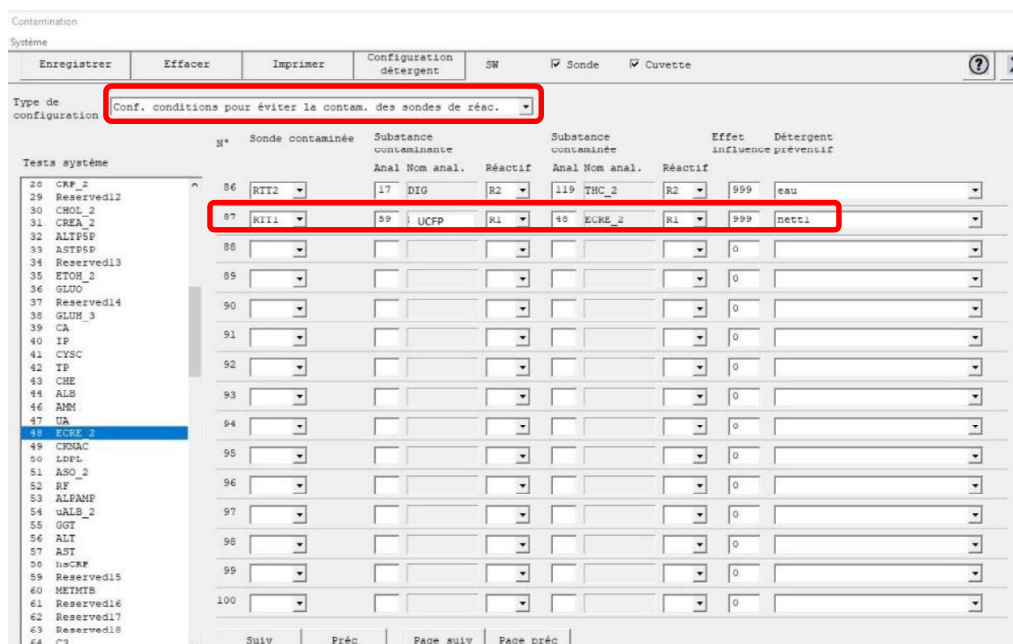 Contamination
Système
Enregistrer Effacer Imprimer Configuration détergent SW Sonde Cuvette ?
Type de configuration Conf. conditions pour éviter la contam. des sondes de réac.
N° Sonde contaminée Substance contaminante Substance contaminée Effet influence Détergent préventif
Tests système
Anal Nom anal. Réactif Anal Nom anal. Réactif
28 CRP_2
29 Reserved12
30 CHOL_2
31 CREA_2
32 ALTP5P
33 ASTP5P
34 Reserved13
35 ETOH_2
36 GLUO
37 Reserved14
38 GLUH_3
39 CA
40 IP
41 CYSC
42 TP
43 CHE
44 ALB
46 AMM
47 UA
48 ECRE_2
49 CKNAC
50 LDPL
51 ASO_2
52 RF
53 ALPAMP
54 uALB_2
55 GGT
56 ALT
57 AST
58 hsCRP
59 Reserved15
60 METMTB
61 Reserved16
62 Reserved17
63 Reserved18
64 C3
86 RTT2 17 DIG R2 119 THC_2 R2 999 eau
87 RTT1 89 UCFP R1 48 ECRE_2 R1 999 nett1
88 0
89 0
90 0
91 0
92 0
93 0
94 0
95 0
96 0
97 0
98 0
99 0
100 0
Suiv Préc Page suiv Page préc